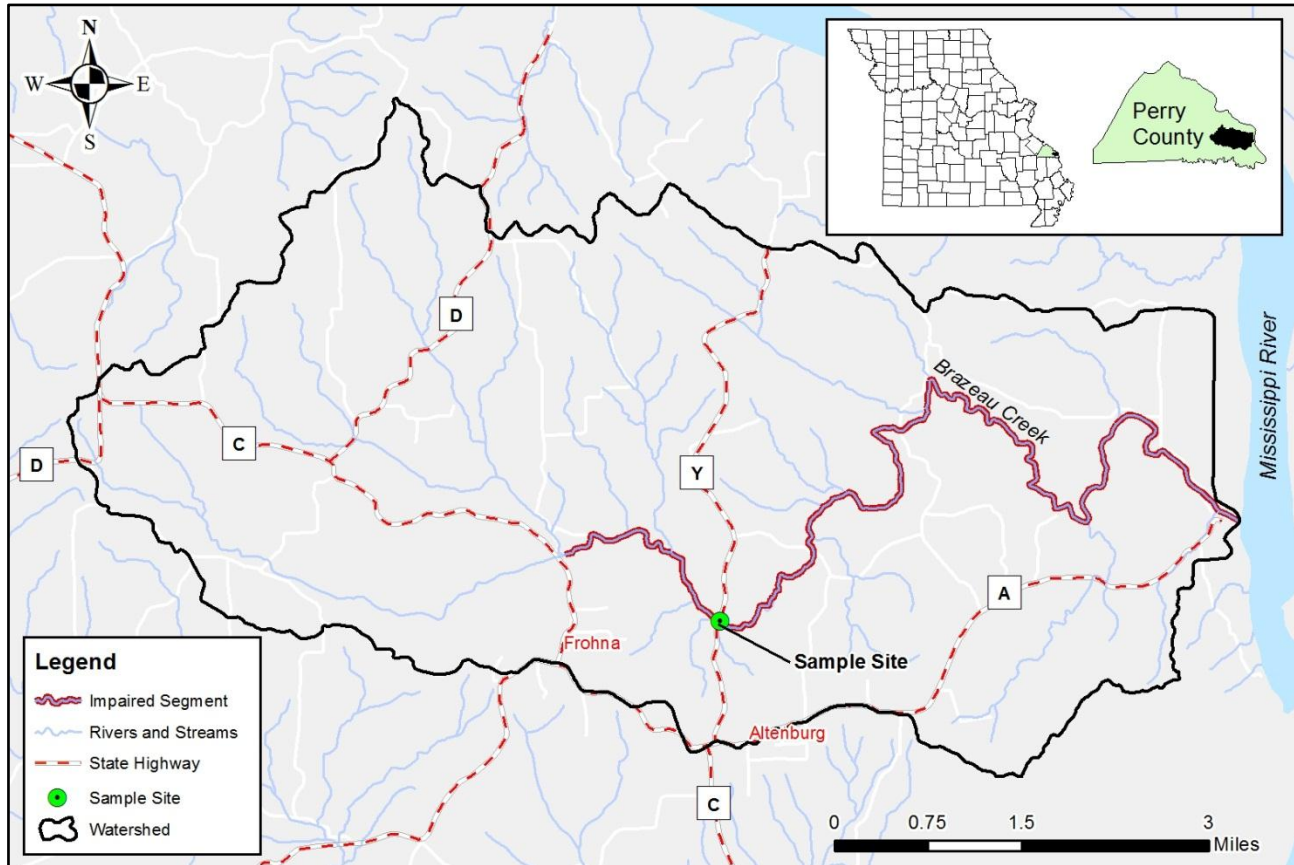 N
W E
S
Perry
County
D
D
C
Y
Brazeau Creek
Mississippi River
A
Frohna
Sample Site
Altenburg
C
Legend
Impaired Segment
Rivers and Streams
State Highway
Sample Site
Watershed
0 0.75 1.5 3
Miles